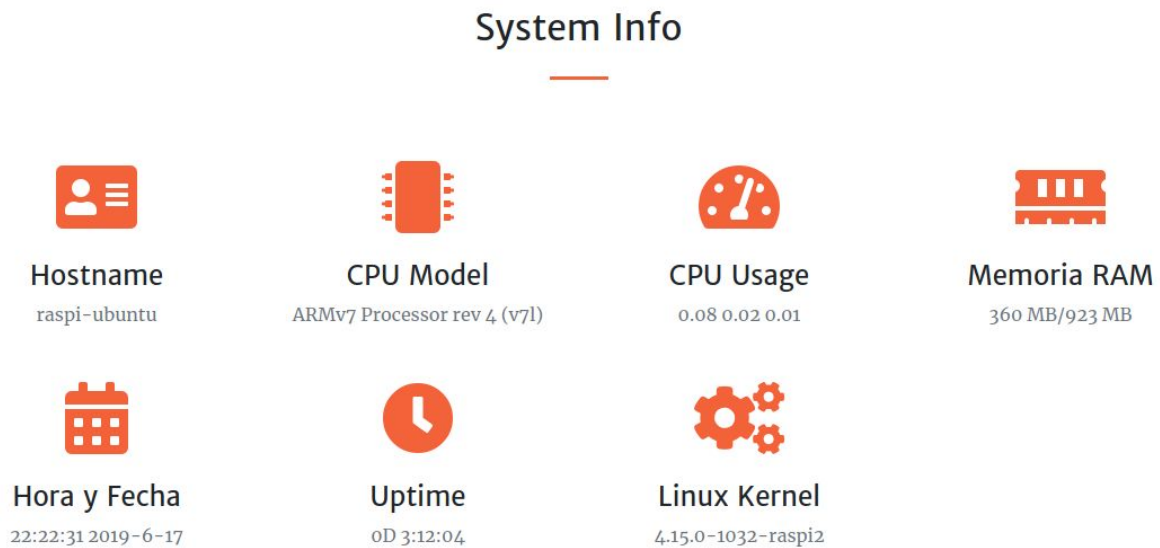 System Info
Hostname
raspi-ubuntu
CPU Model
ARMv7 Processor rev 4 (v7l)
CPU Usage
0.08 0.02 0.01
Memoria RAM
360 MB/923 MB
Hora y Fecha
22:22:31 2019-6-17
Uptime
0D 3:12:04
Linux Kernel
4.15.0-1032-raspi2